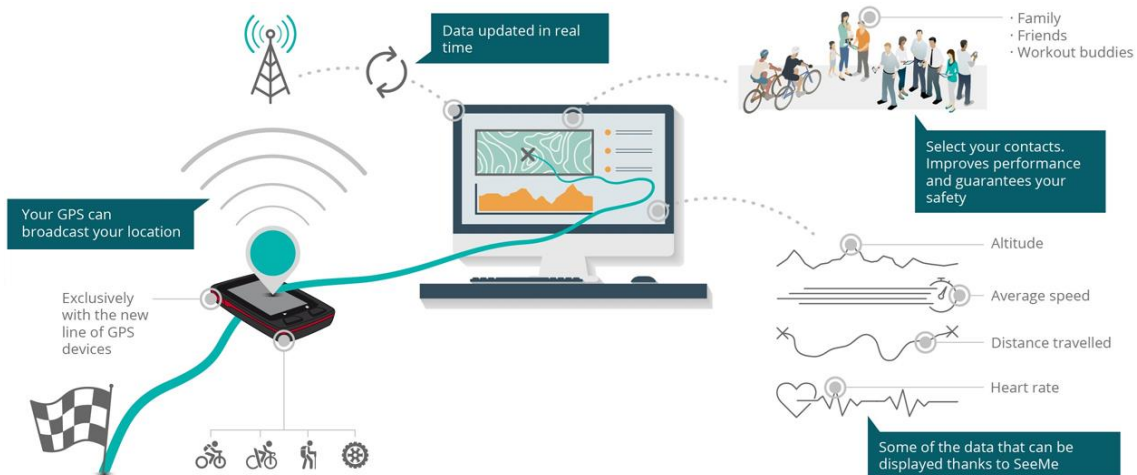 Data updated in real
time
· Family
· Friends
· Workout buddies
Select your contacts.
Improves performance
and guarantees your
safety
Your GPS can
broadcast your location
Exclusively
with the new
line of GPS
devices
Altitude
Average speed
Distance travelled
Heart rate
Some of the data that can be
displayed thanks to SeeMe